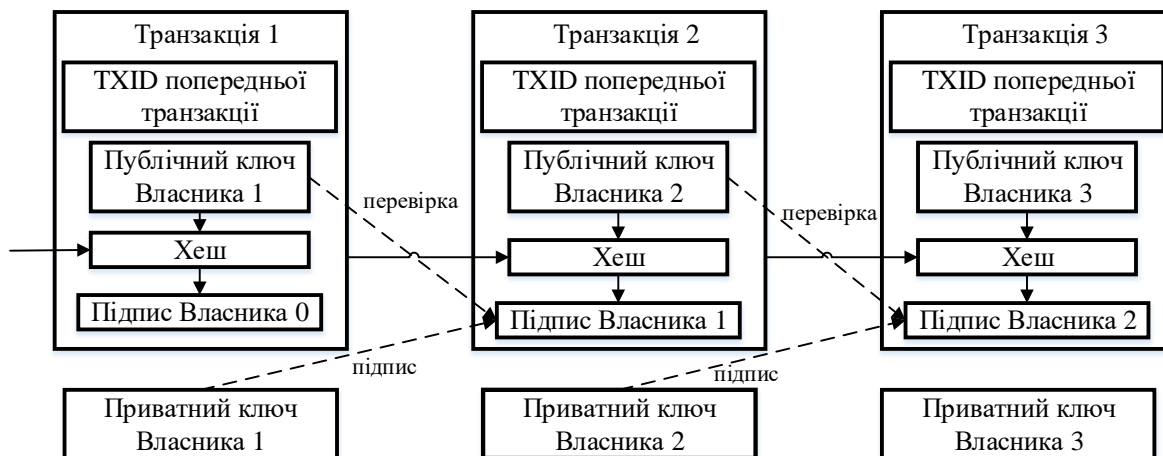 Транзакція 1
TXID попередньої
транзакції
Публічний ключ
Власника 1
Хеш
Підпис Власника 0
перевірка
підпис
Приватний ключ
Власника 1
Транзакція 2
TXID попередньої
транзакції
Публічний ключ
Власника 2
Хеш
Підпис Власника 1
перевірка
підпис
Приватний ключ
Власника 2
Транзакція 3
TXID попередньої
транзакції
Публічний ключ
Власника 3
Хеш
Підпис Власника 2
Приватний ключ
Власника 3